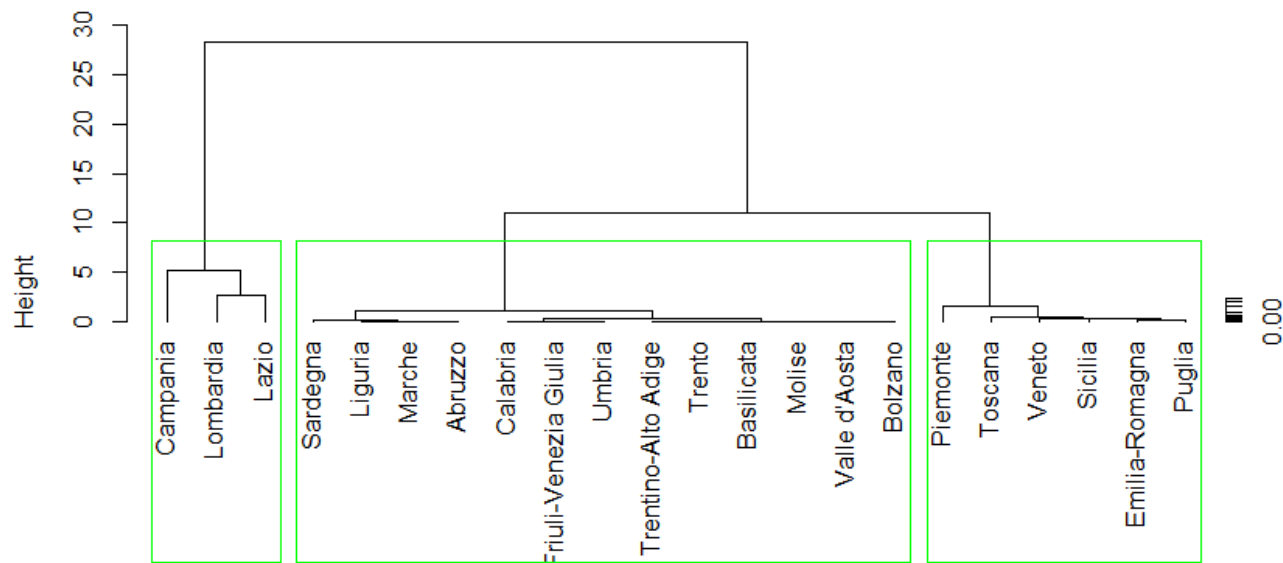 30
25
20
15
10
5
0
Height
Campania
Lombardia
Lazio
Sardegna
Liguria
Marche
Abruzzo
Calabria
Friuli-Venezia Giulia
Umbria
Trentino-Alto Adige
Trento
Basilicata
Molise
Valle d'Aosta
Bolzano
Piemonte
Toscana
Veneto
Sicilia
Emilia-Romagna
Puglia
0.00